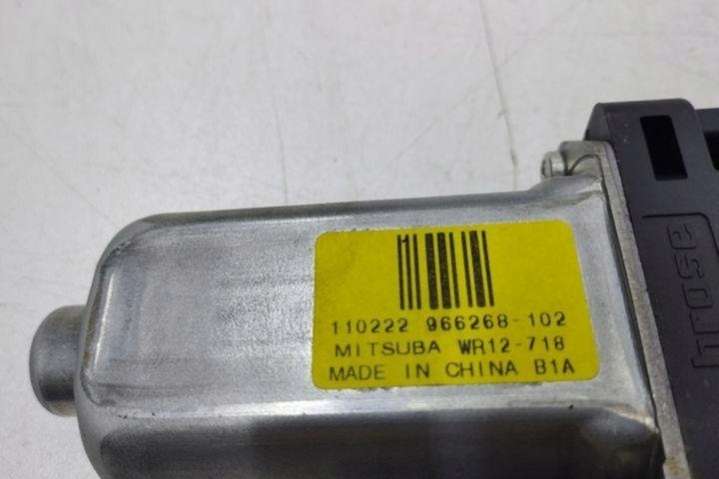 110222 966268-102
MITSUBA WR12-718
MADE IN CHINA B1A
brose